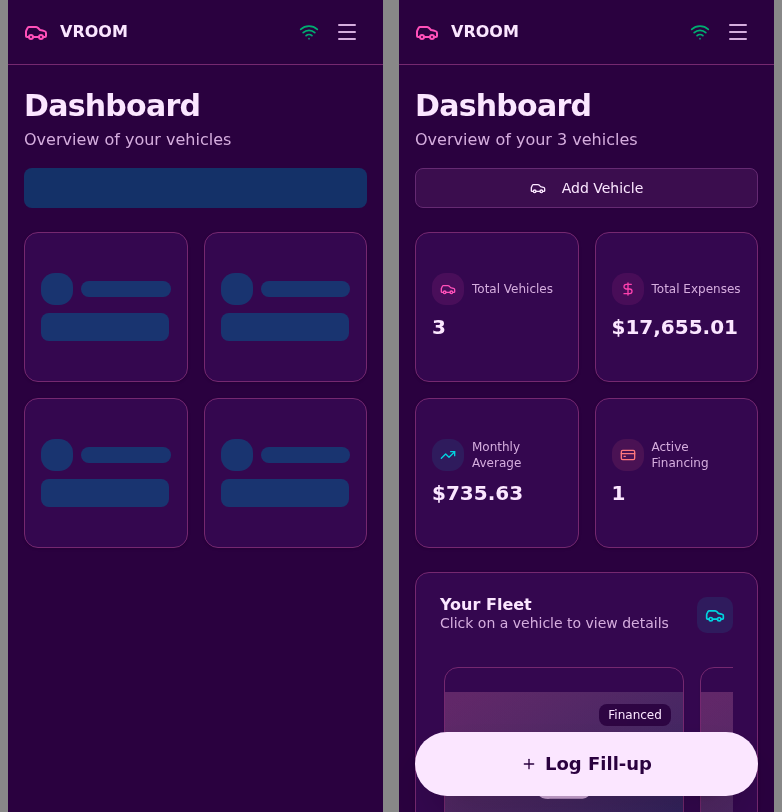 VROOM
Dashboard
Overview of your vehicles
VROOM
Dashboard
Overview of your 3 vehicles
Add Vehicle
Total Vehicles
3
Total Expenses
$17,655.01
Monthly
Average
$735.63
Active
Financing
1
Your Fleet
Click on a vehicle to view details
Financed
+ Log Fill-up